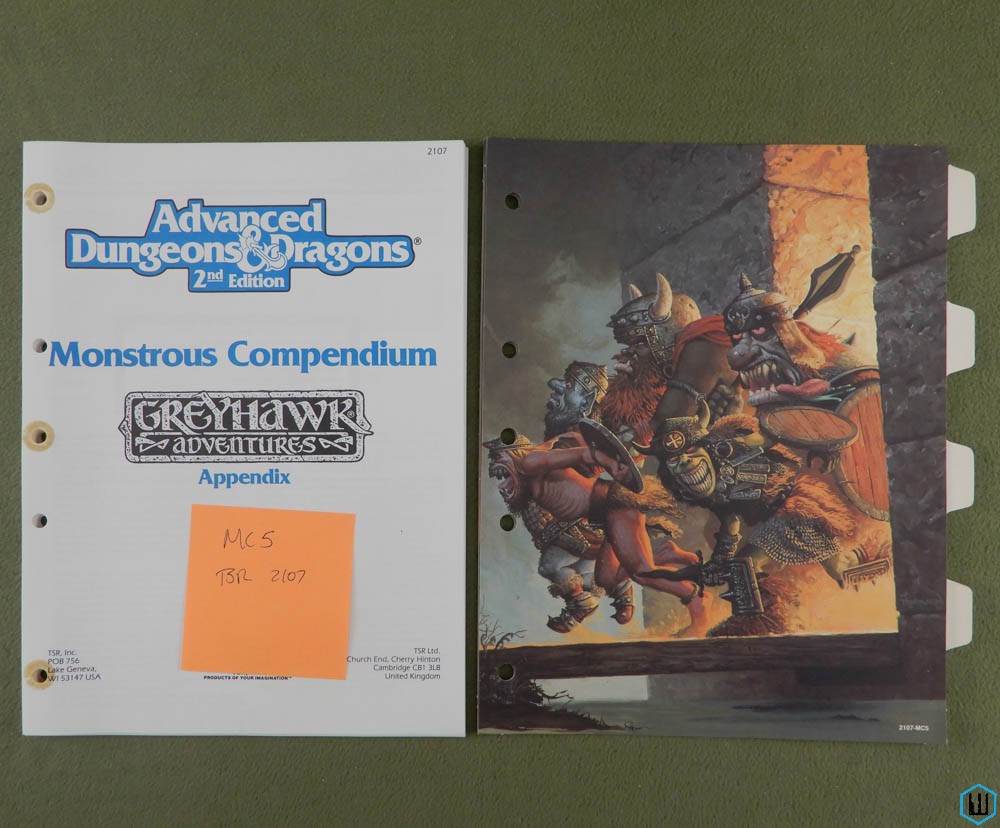 2107
Advanced
Dungeons & Dragons®
2nd Edition
Monstrous Compendium
GREYHAWK
ADVENTURES
Appendix
MC5
TSR 2107
TSR, Inc.
POB 756
Lake Geneva,
WI 53147 USA
PRODUCTS OF YOUR IMAGINATION™
TSR Ltd.
Church End, Cherry Hinton
Cambridge CB1 3LB
United Kingdom
2107-MC5